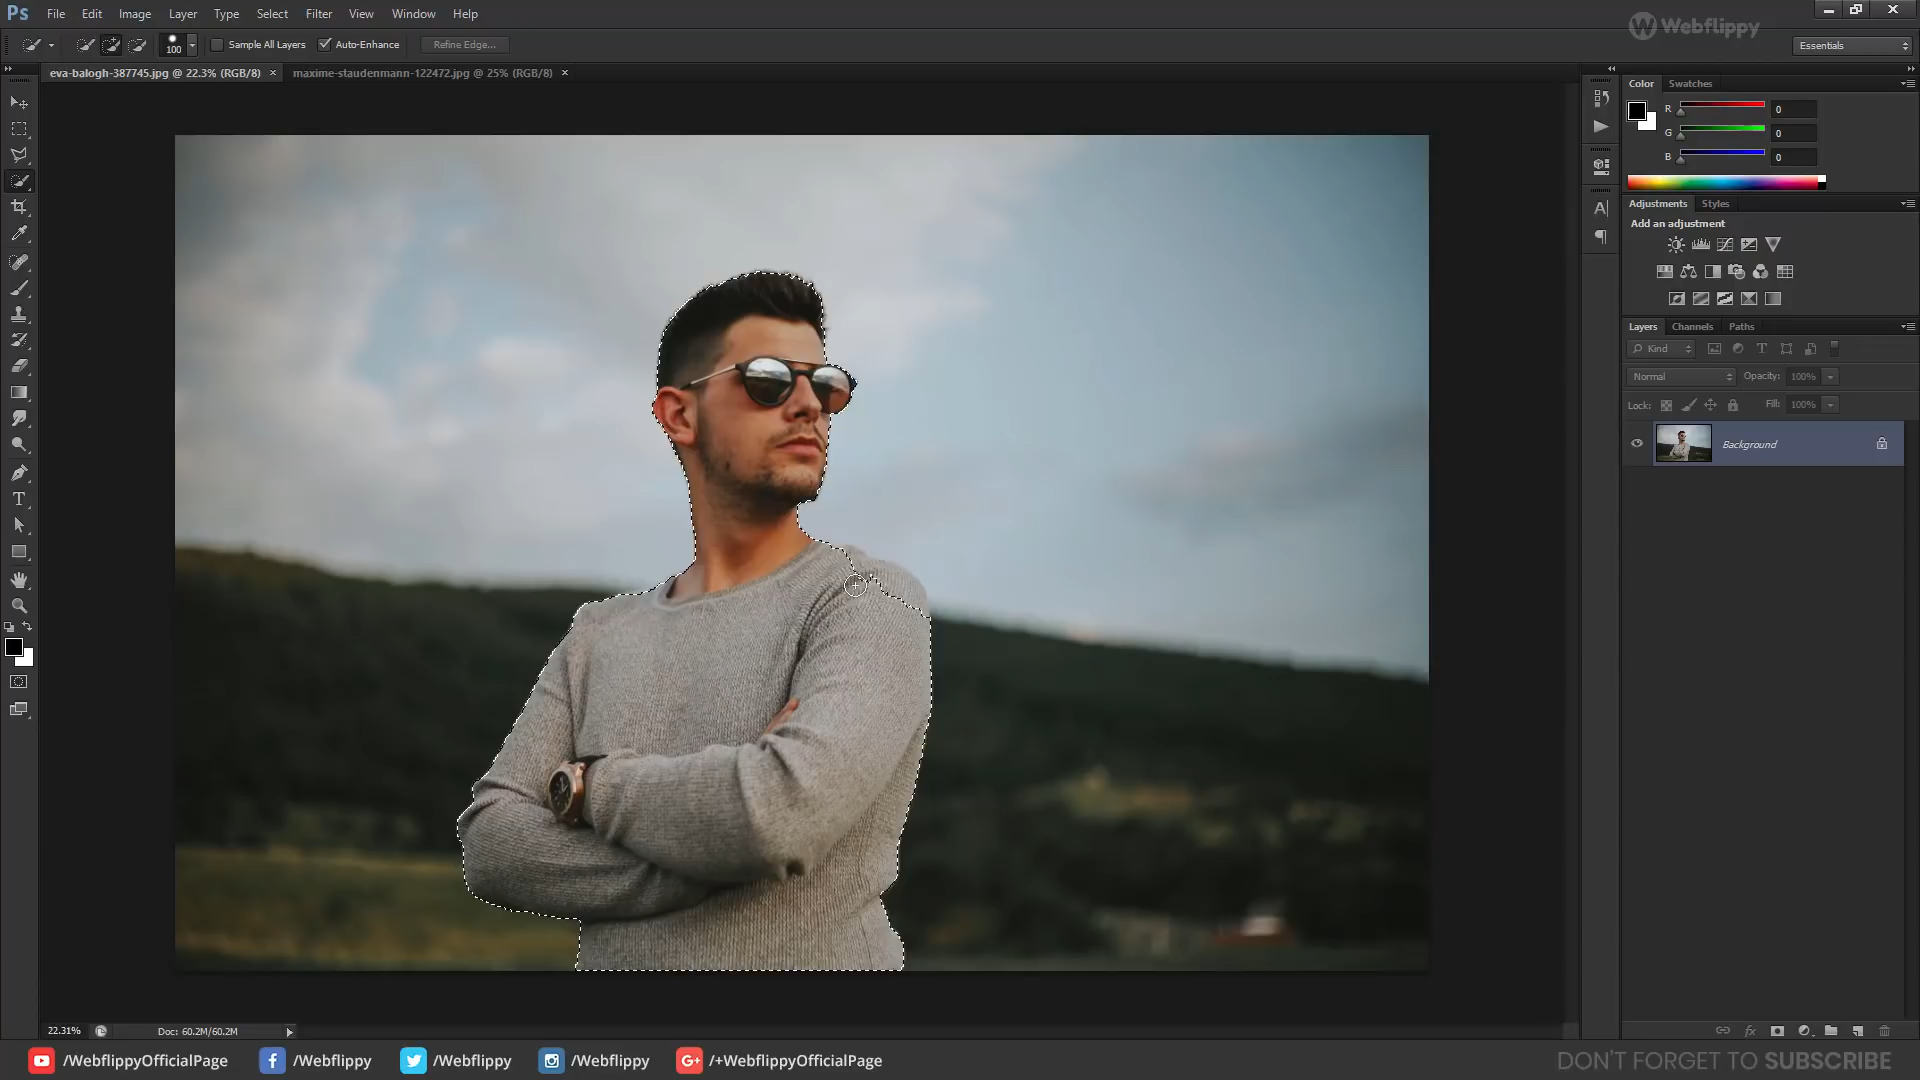 Ps File Edit Image Layer Type Select Filter View Window Help
Webflippy
100 Sample All Layers Auto-Enhance Refine Edge... Essentials
eva-balogh-387745.jpg @ 22.3% (RGB/8) × maxime-staudenmann-122472.jpg @ 25% (RGB/8) ×
Color Swatches
R 0
G 0
B 0
Adjustments Styles
Add an adjustment
Layers Channels Paths
Kind
Normal Opacity: 100%
Lock: Fill: 100%
Background
22.31% Doc: 60.2M/60.2M
/WebflippyOfficialPage /Webflippy /Webflippy /Webflippy /+WebflippyOfficialPage DON'T FORGET TO SUBSCRIBE